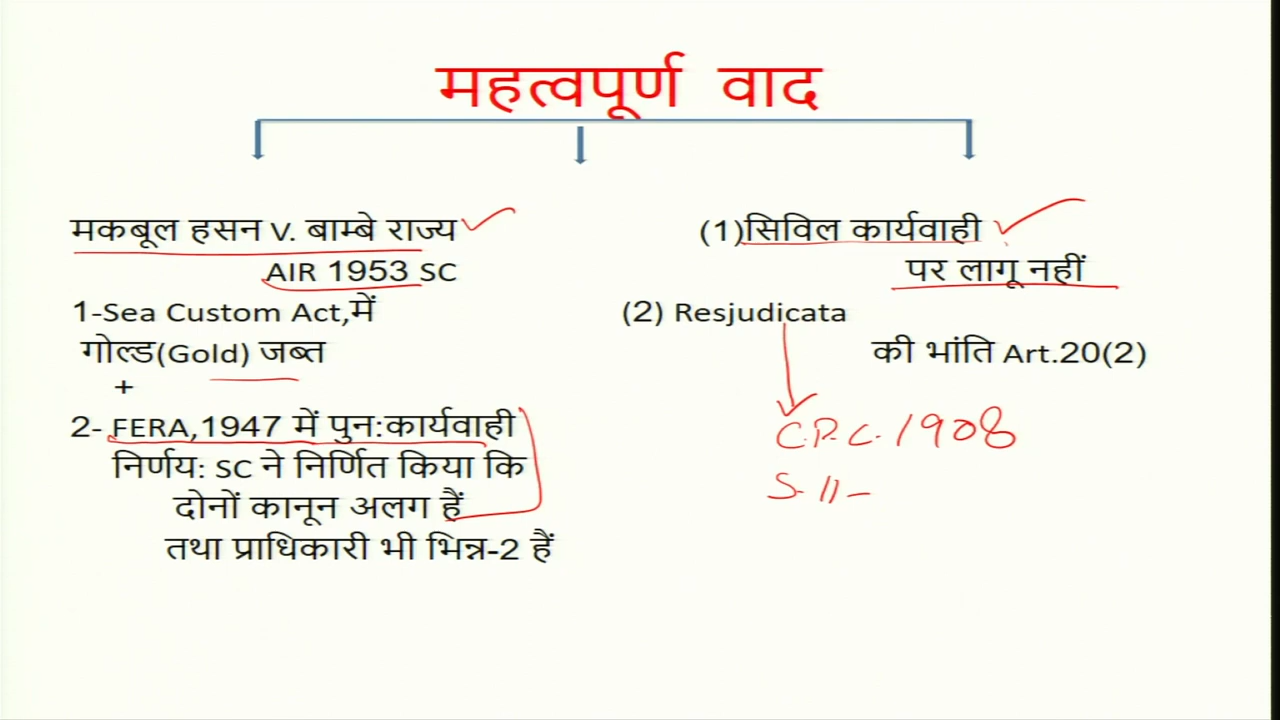 महत्वपूर्ण वाद
मकबूल हसन v. बाम्बे राज्य
AIR 1953 SC
1-Sea Custom Act,में
गोल्ड(Gold) जब्त
+
2- FERA,1947 में पुन:कार्यवाही
निर्णय: SC ने निर्णित किया कि
दोनों कानून अलग हैं
तथा प्राधिकारी भी भिन्न-2 हैं
(1)सिविल कार्यवाही
पर लागू नहीं
(2) Resjudicata
की भांति Art.20(2)
C.P.C. 1908
S-11-